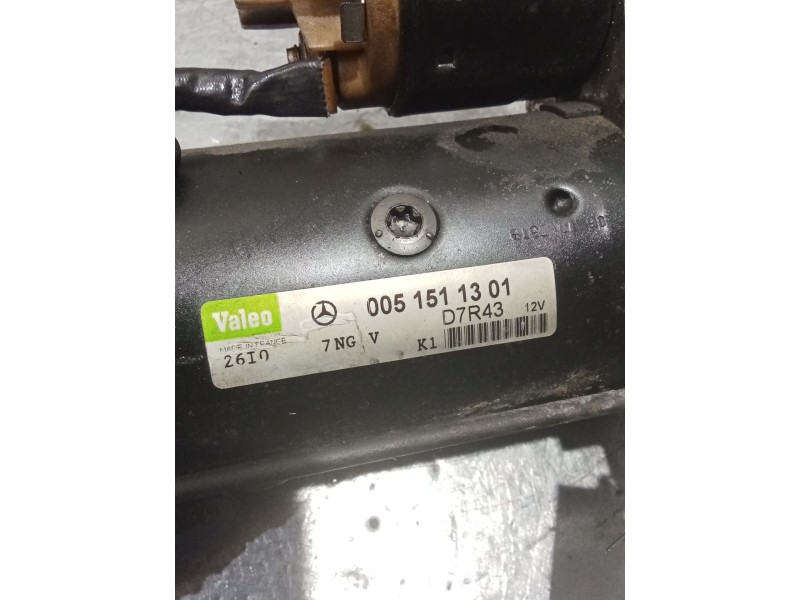 Valeo 005 151 13 01
D7R43 12V
MADE IN FRANCE
26I0 7NG V K1